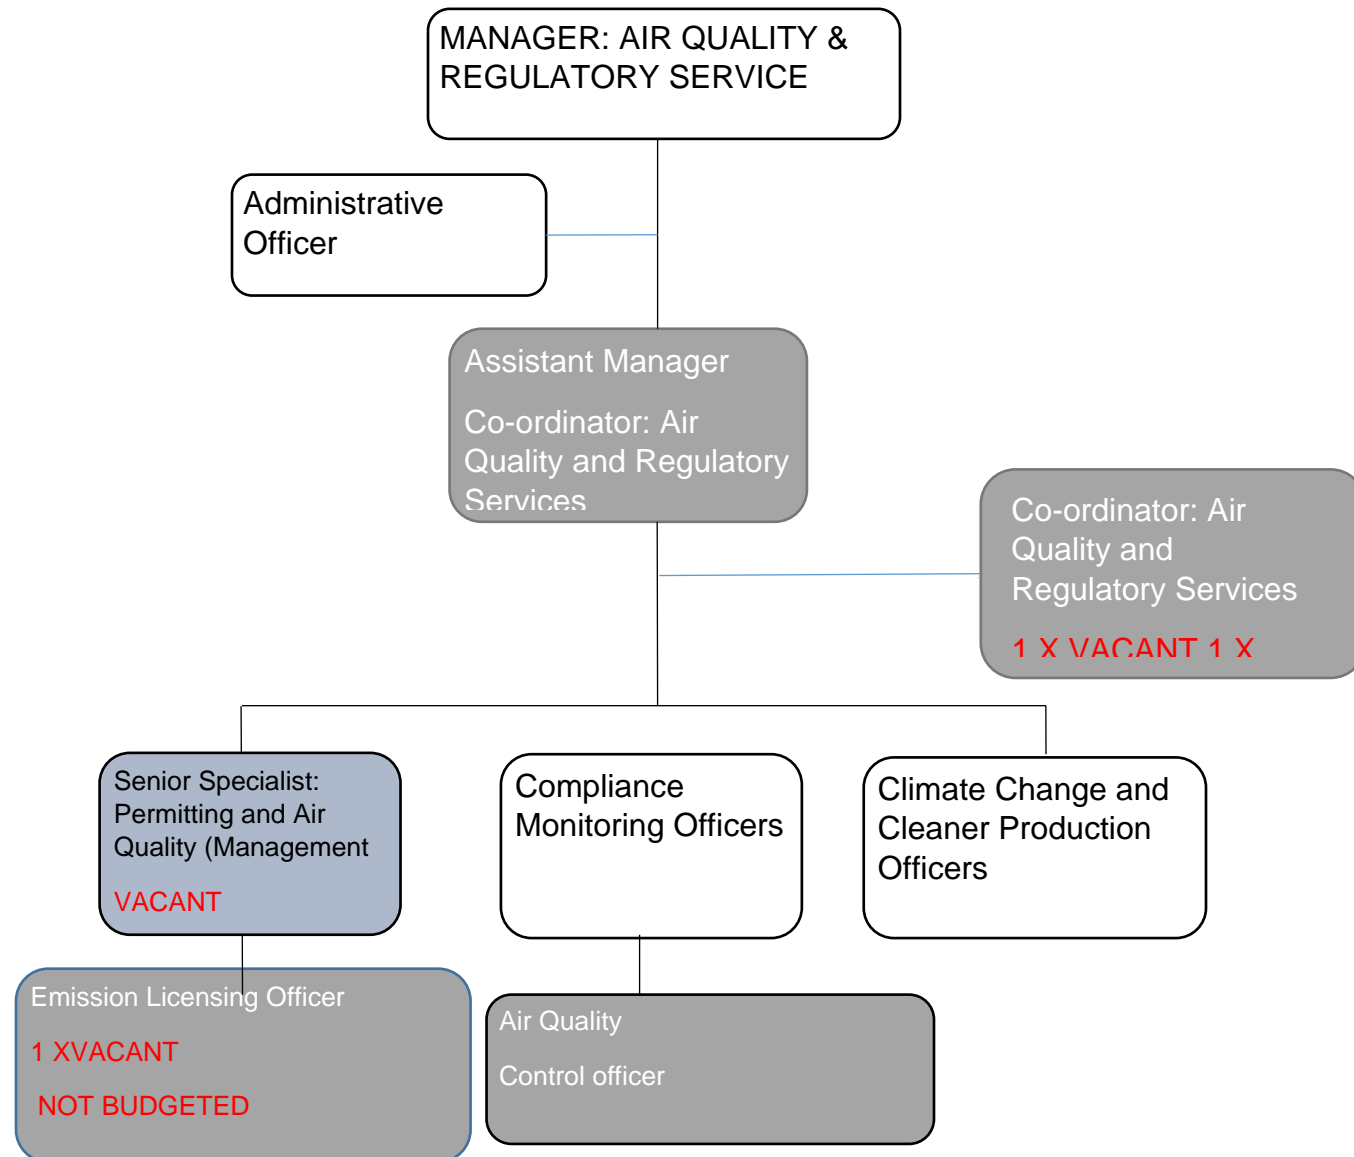 MANAGER: AIR QUALITY &
REGULATORY SERVICE
Administrative
Officer
Assistant Manager
Co-ordinator: Air
Quality and Regulatory
Services
Co-ordinator: Air
Quality and
Regulatory Services
1 X VACANT 1 X
Senior Specialist:
Permitting and Air
Quality (Management
VACANT
Compliance
Monitoring Officers
Climate Change and
Cleaner Production
Officers
Emission Licensing Officer
1 XVACANT
NOT BUDGETED
Air Quality
Control officer